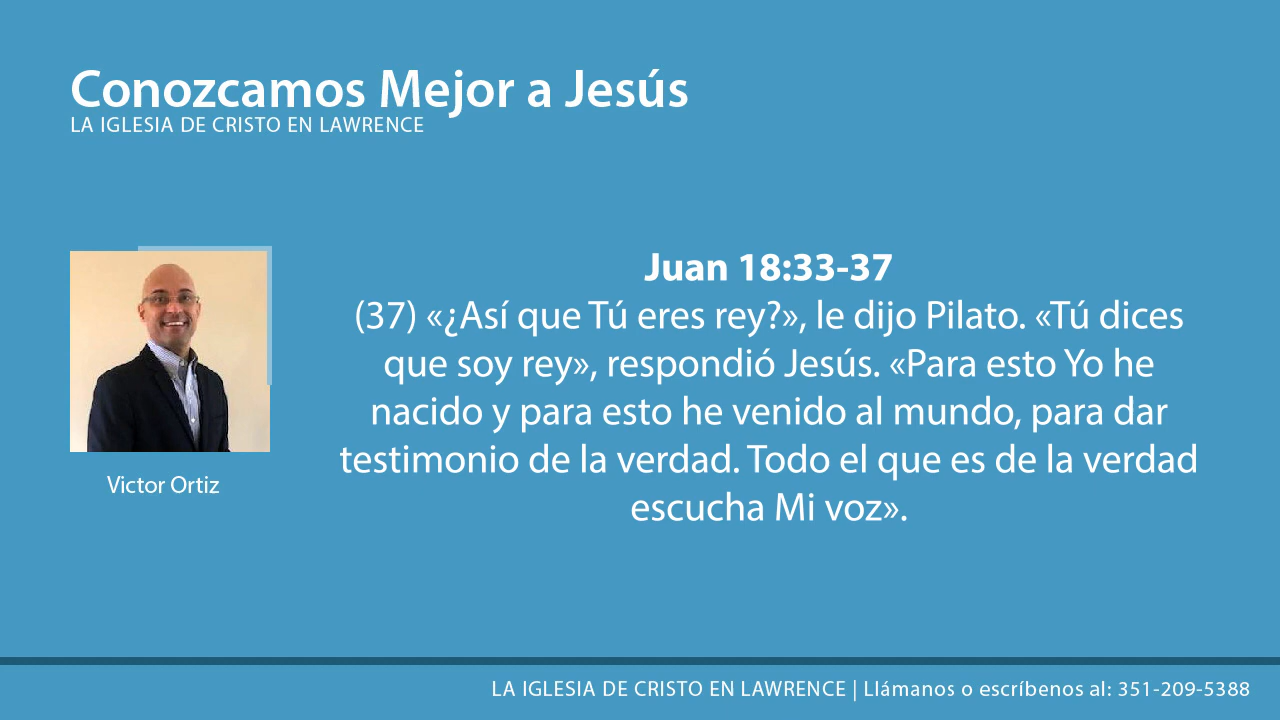 Conozcamos Mejor a Jesús
LA IGLESIA DE CRISTO EN LAWRENCE
Juan 18:33-37
(37) «¿Así que Tú eres rey?», le dijo Pilato. «Tú dices
que soy rey», respondió Jesús. «Para esto Yo he
nacido y para esto he venido al mundo, para dar
testimonio de la verdad. Todo el que es de la verdad
escucha Mi voz».
Victor Ortiz
LA IGLESIA DE CRISTO EN LAWRENCE | Llámanos o escríbenos al: 351-209-5388